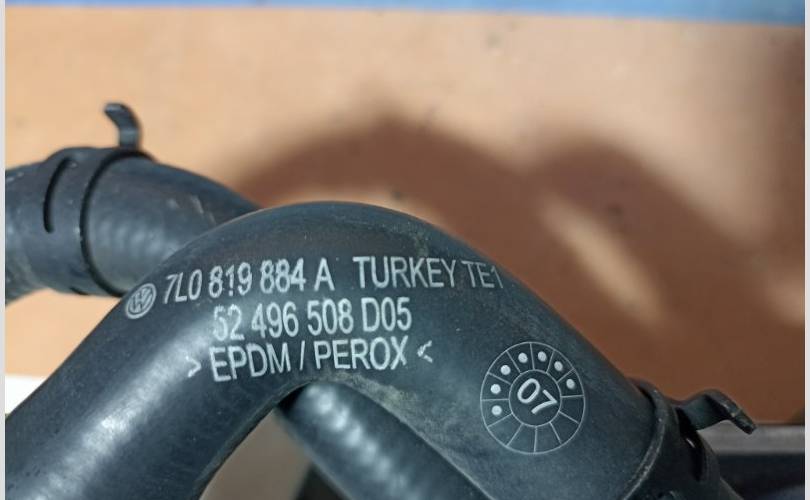 7L0 819 884 A TURKEY TE1
52 496 508 D05
> EPDM / PEROX <
07